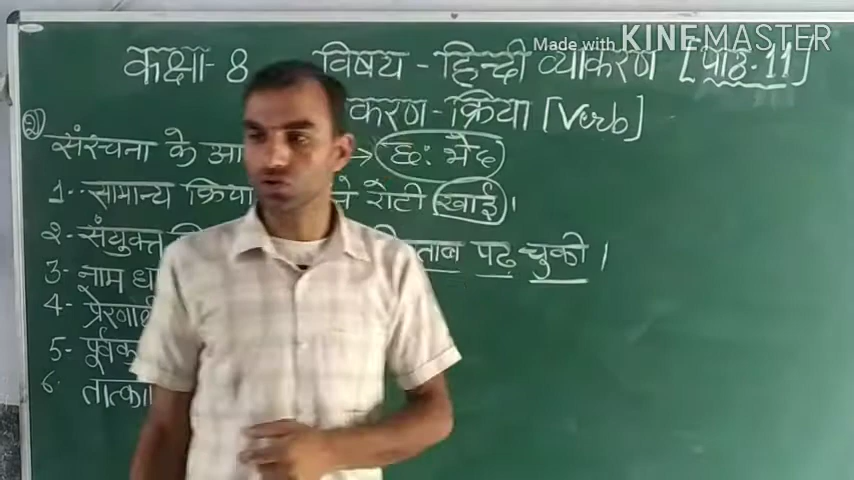 Made with KINEMASTER
कक्षा-8 विषय - हिन्दी व्याकरण [पाठ-11]
करण-क्रिया [Verb]
2) संरचना के आ → छः भेद
1-- सामान्य क्रिया ने रोटी खाई।
2- संयुक्त ताब पढ़ चुकी।
3- नाम धा
4- प्रेरणा
5- पूर्वक
6- तात्का